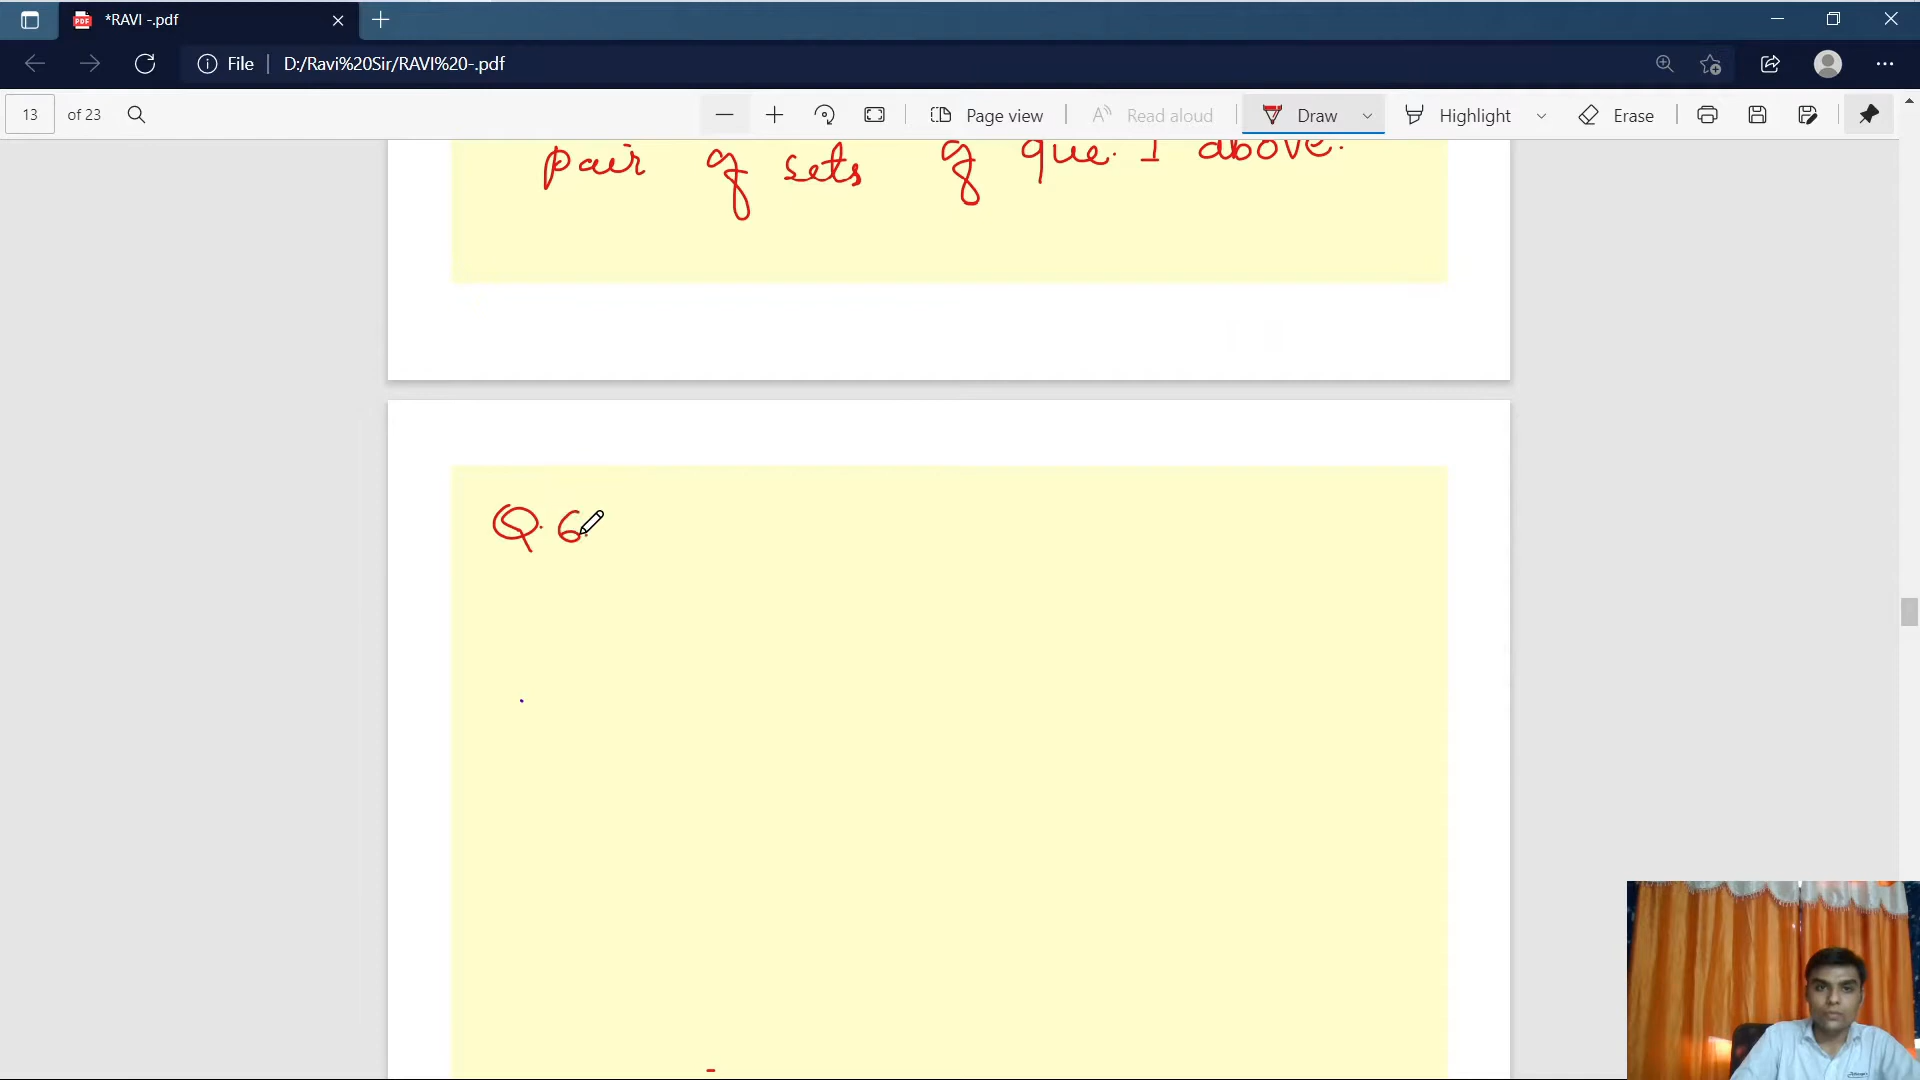 *RAVI -.pdf
File D:/Ravi%20Sir/RAVI%20-.pdf
13 of 23 Page view Read aloud Draw Highlight Erase
pair of sets of que. 1 above.
Q. 6.